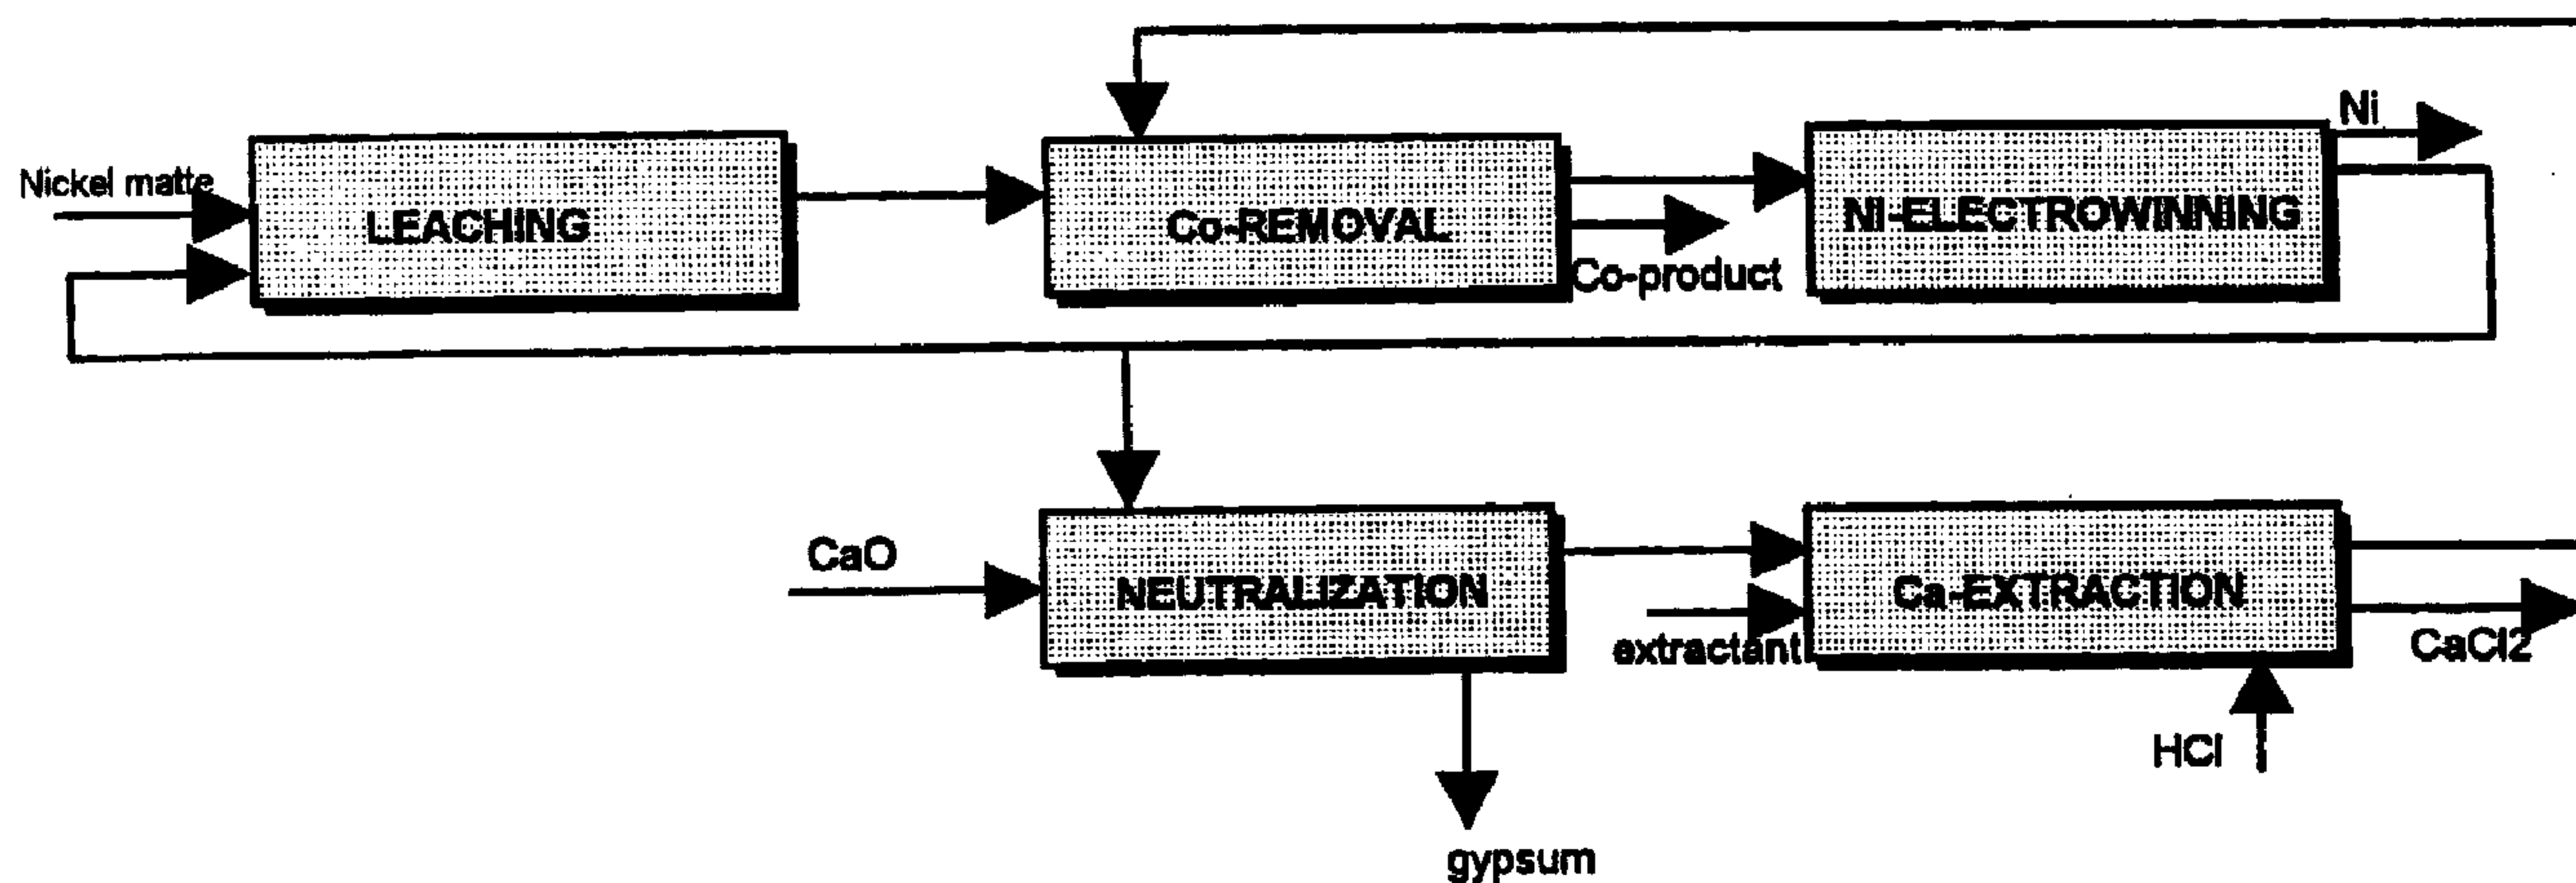 Ni
Nickel matte
LEACHING
Co-REMOVAL
NI-ELECTROWINNING
Co-product
CaO
NEUTRALIZATION
Ca-EXTRACTION
extractant
CaCl2
HCl
gypsum